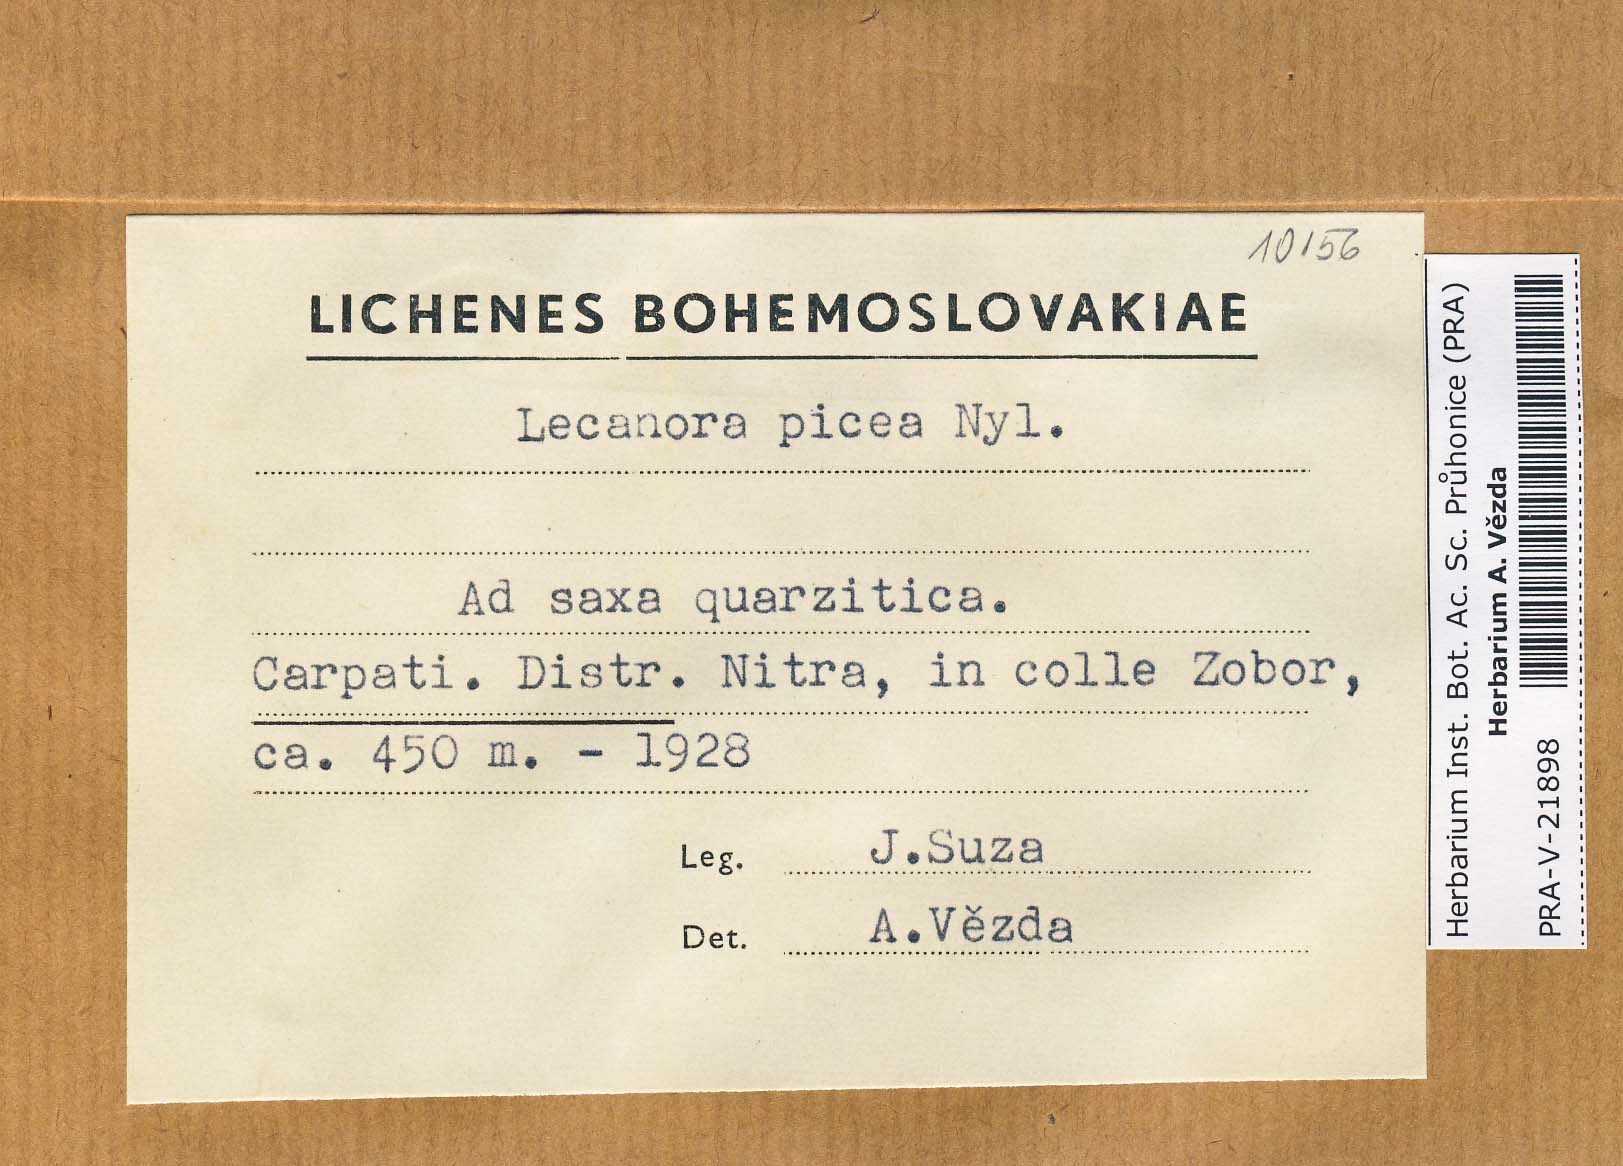 10156
LICHENES BOHEMOSLOVAKIAE
Lecanora picea Nyl.
Ad saxa quarzitica.
Carpati. Distr. Nitra, in colle Zobor,
ca. 450 m. - 1928
Leg. J.Suza
Det. A.Vězda
Herbarium Inst. Bot. Ac. Sc. Průhonice (PRA)
Herbarium A. Vězda
PRA-V-21898